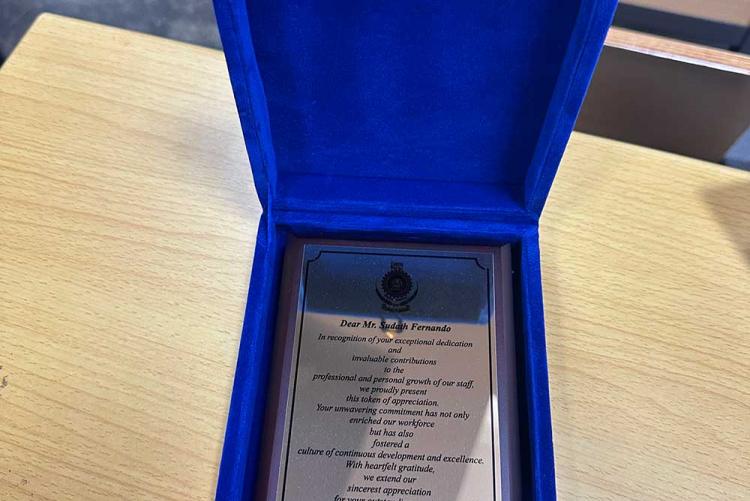 Dear Mr. Sudath Fernando
In recognition of your exceptional dedication
and
invaluable contributions
to the
professional and personal growth of our staff,
we proudly present
this token of appreciation.
Your unwavering commitment has not only
enriched our workforce
but has also
fostered a
culture of continuous development and excellence.
With heartfelt gratitude,
we extend our
sincerest appreciation
for your